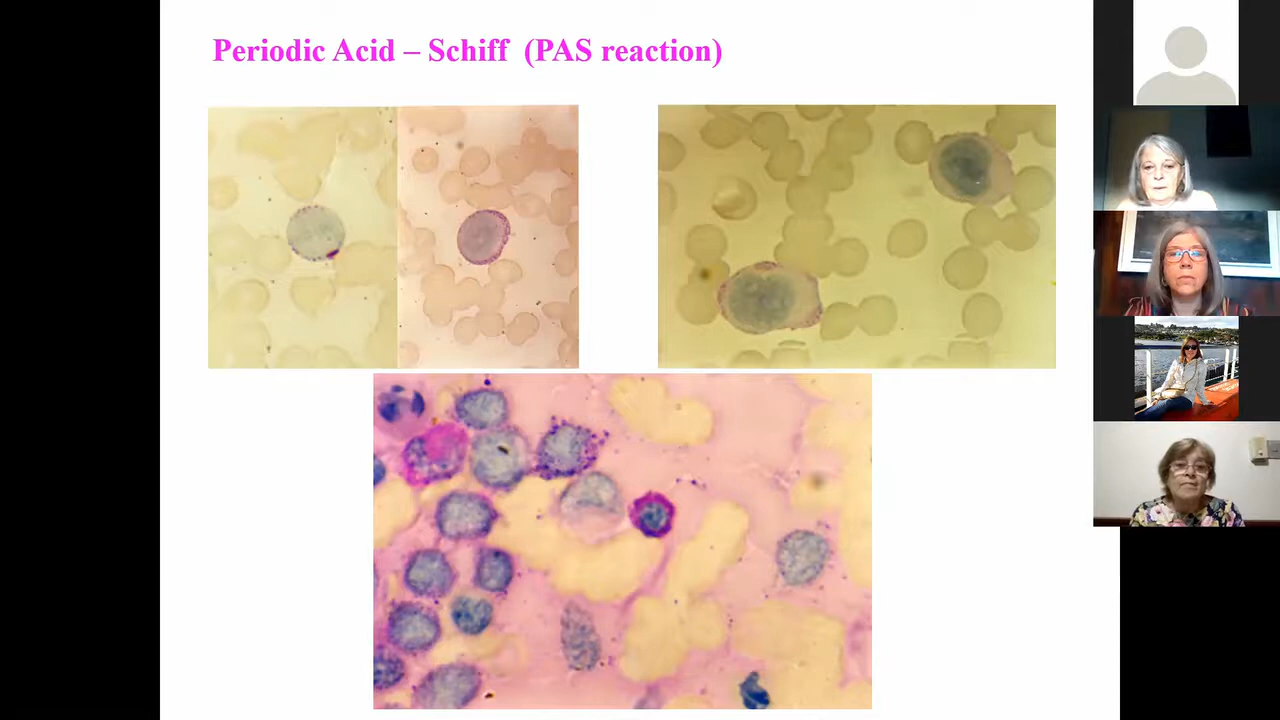 Periodic Acid – Schiff (PAS reaction)